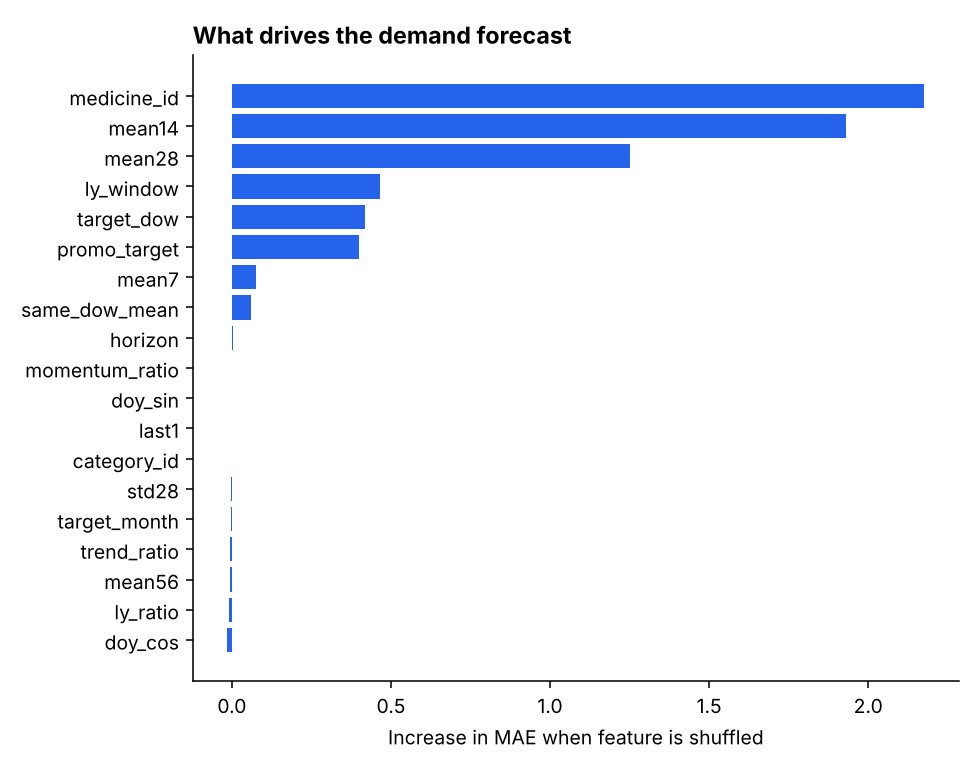 What drives the demand forecast
medicine_id
mean14
mean28
ly_window
target_dow
promo_target
mean7
same_dow_mean
horizon
momentum_ratio
doy_sin
last1
category_id
std28
target_month
trend_ratio
mean56
ly_ratio
doy_cos
0.0 0.5 1.0 1.5 2.0
Increase in MAE when feature is shuffled